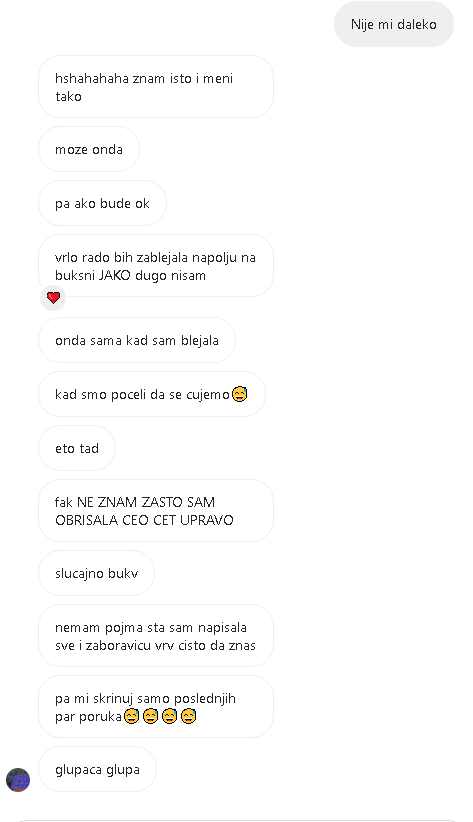 Nije mi daleko
hshahahaha znam isto i meni
tako
moze onda
pa ako bude ok
vrlo rado bih zablejala napolju na
buksni JAKO dugo nisam
onda sama kad sam blejala
kad smo poceli da se cujemo😅
eto tad
fak NE ZNAM ZASTO SAM
OBRISALA CEO CET UPRAVO
slucajno bukv
nemam pojma sta sam napisala
sve i zaboravicu vrv cisto da znas
pa mi skrinuj samo poslednjih
par poruka😅😅😅😅
glupaca glupa